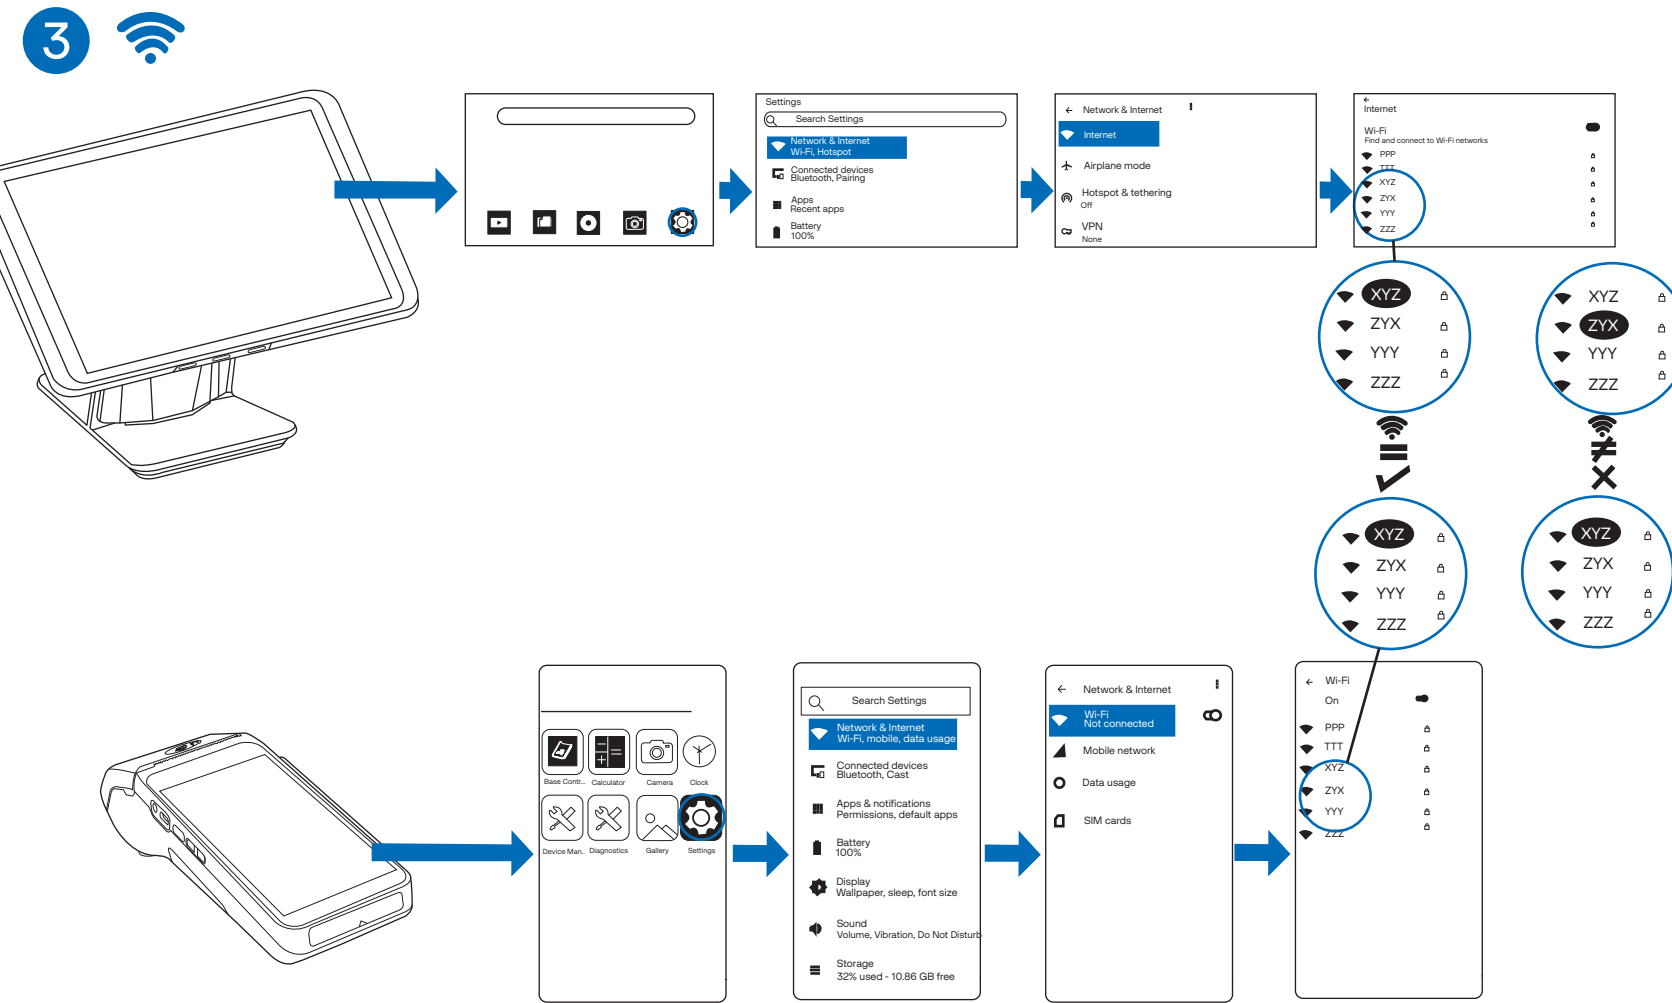 3
Settings
Search Settings
Network & Internet
Wi-Fi, Hotspot
Connected devices
Bluetooth, Pairing
Apps
Recent apps
Battery
100%
Network & Internet
Internet
Airplane mode
Hotspot & tethering
Off
VPN
None
Internet
Wi-Fi
Find and connect to Wi-Fi networks
PPP
TTT
XYZ
ZYX
YYY
ZZZ
XYZ
ZYX
YYY
ZZZ
XYZ
ZYX
YYY
ZZZ
XYZ
ZYX
YYY
ZZZ
XYZ
ZYX
YYY
ZZZ
Base Contr...
Calculator
Camera
Clock
Device Man..
Diagnostics
Gallery
Settings
Search Settings
Network & Internet
Wi-Fi, mobile, data usage
Connected devices
Bluetooth, Cast
Apps & notifications
Permissions, default apps
Battery
100%
Display
Wallpaper, sleep, font size
Sound
Volume, Vibration, Do Not Disturb
Storage
32% used - 10.86 GB free
Network & Internet
Wi-Fi
Not connected
Mobile network
Data usage
SIM cards
Wi-Fi
On
PPP
TTT
XYZ
ZYX
YYY
ZZZ